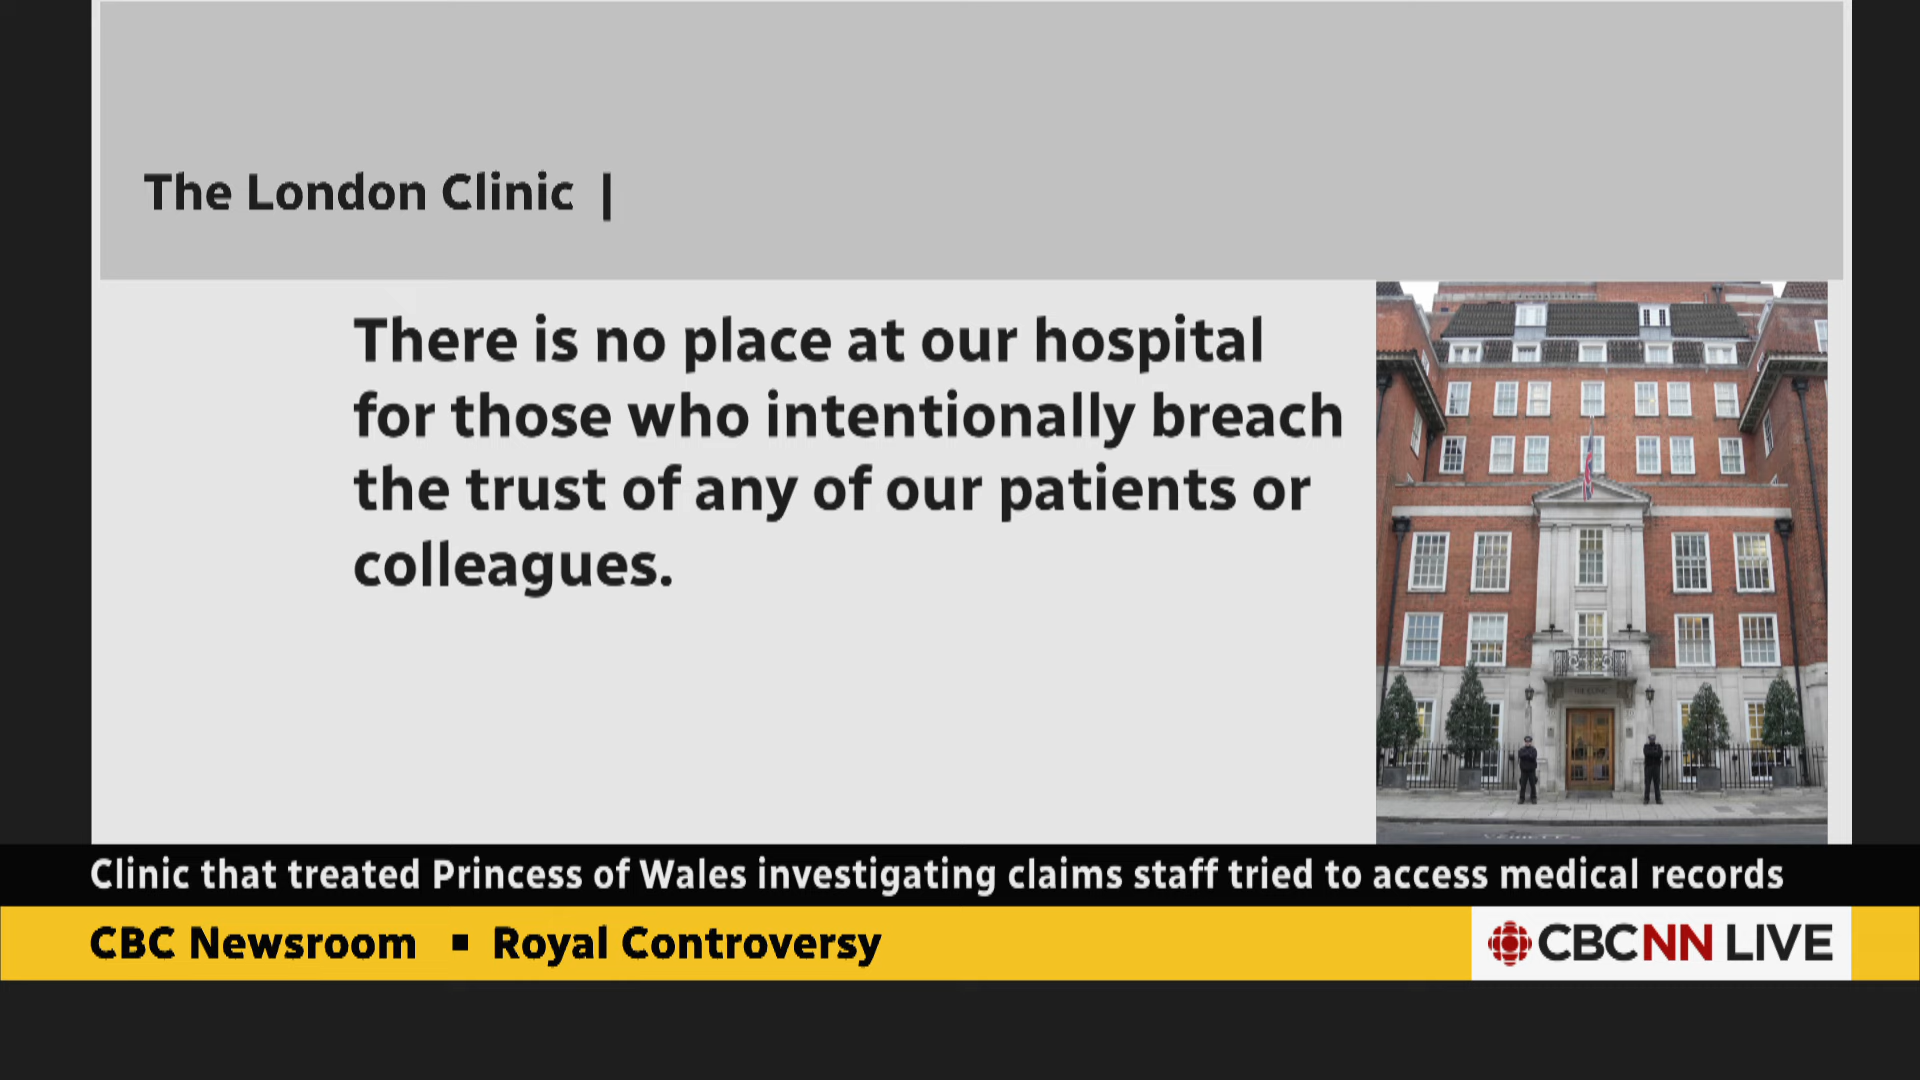 The London Clinic |
There is no place at our hospital
for those who intentionally breach
the trust of any of our patients or
colleagues.
Clinic that treated Princess of Wales investigating claims staff tried to access medical records
CBC Newsroom ▪ Royal Controversy
CBCNN LIVE